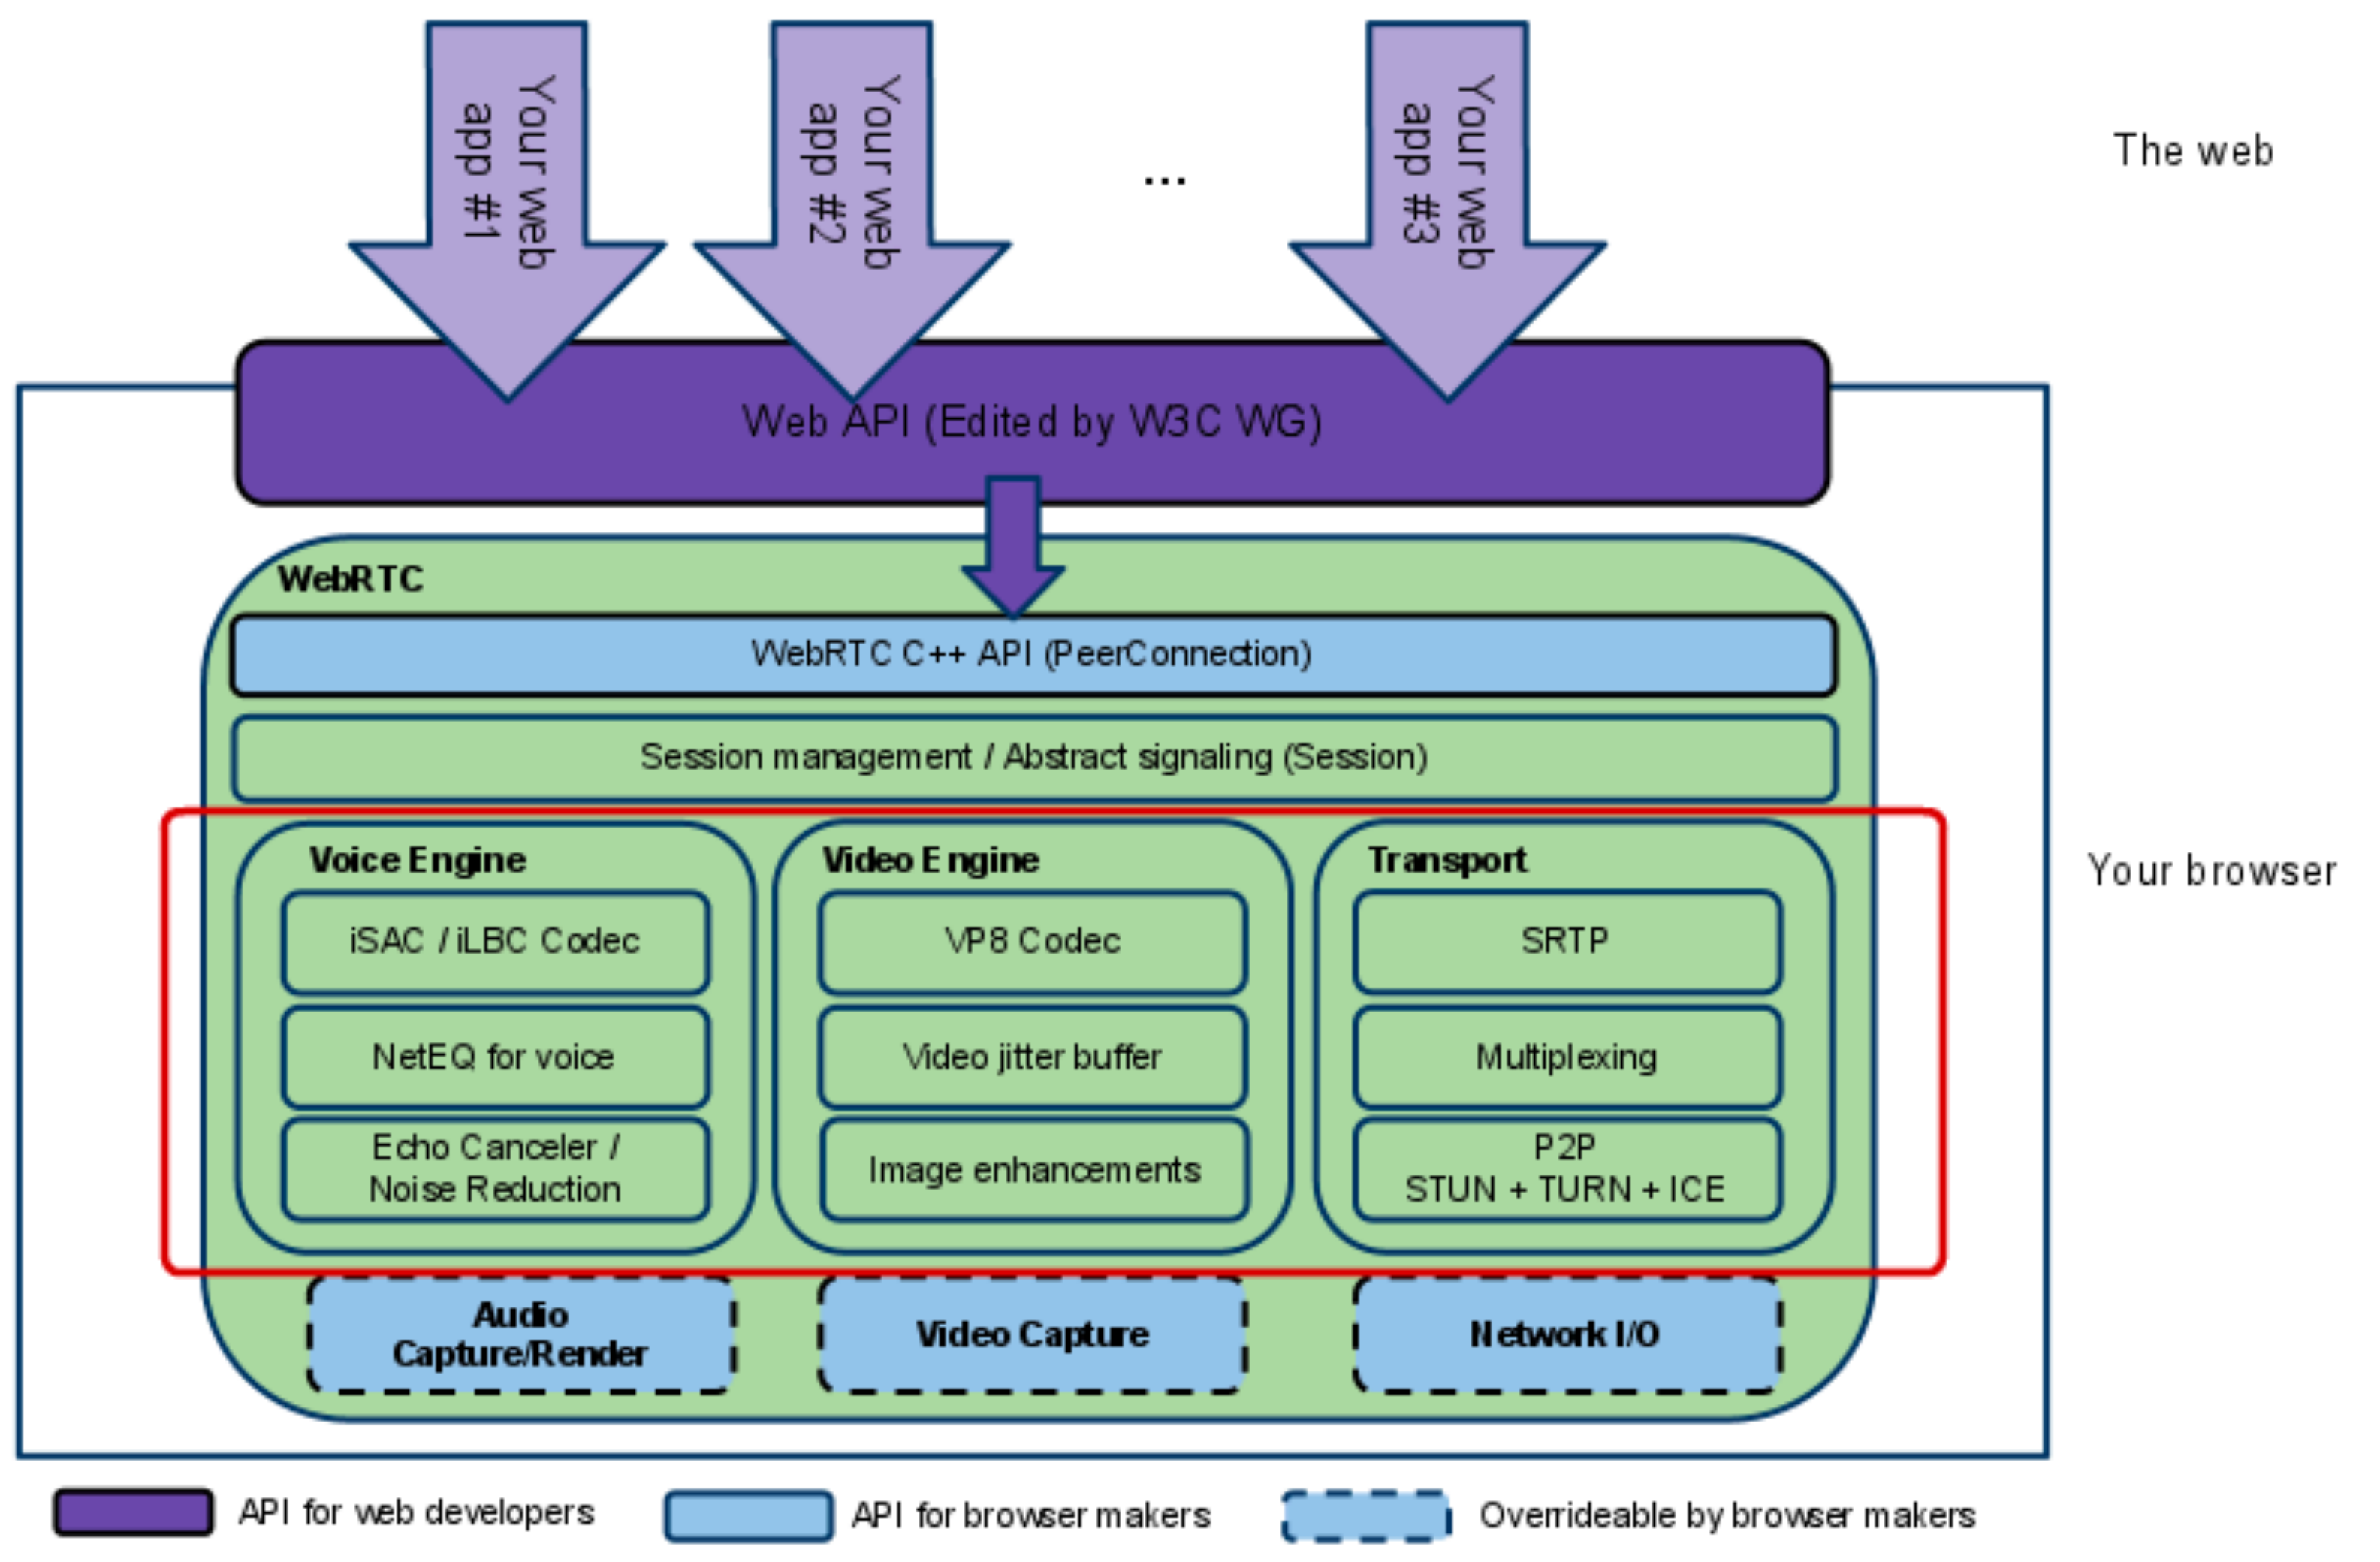 Your web
app #1
Your web
app #2
...
Your web
app #3
The web
Web API (Edited by W3C WG)
WebRTC
WebRTC C++ API (PeerConnection)
Session management / Abstract signaling (Session)
Your browser
Voice Engine
iSAC / iLBC Codec
NetEQ for voice
Echo Canceler /
Noise Reduction
Video Engine
VP8 Codec
Video jitter buffer
Image enhancements
Transport
SRTP
Multiplexing
P2P
STUN + TURN + ICE
Audio
Capture/Render
Video Capture
Network I/O
API for web developers
API for browser makers
Overrideable by browser makers